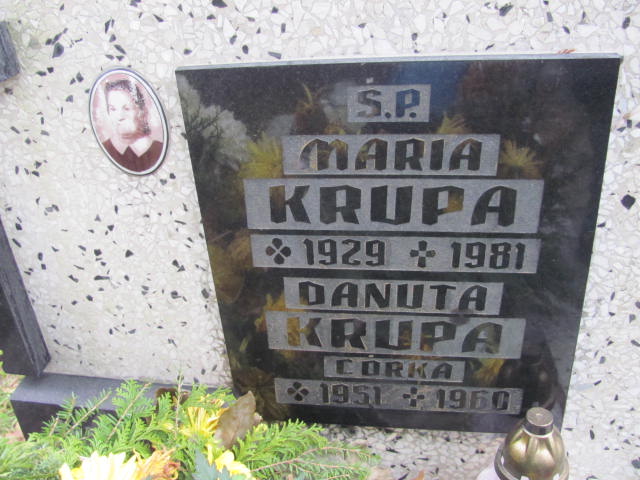 Ś.P.
MARIA
KRUPA
1929 1981
DANUTA
KRUPA
CÓRKA
1951 1960